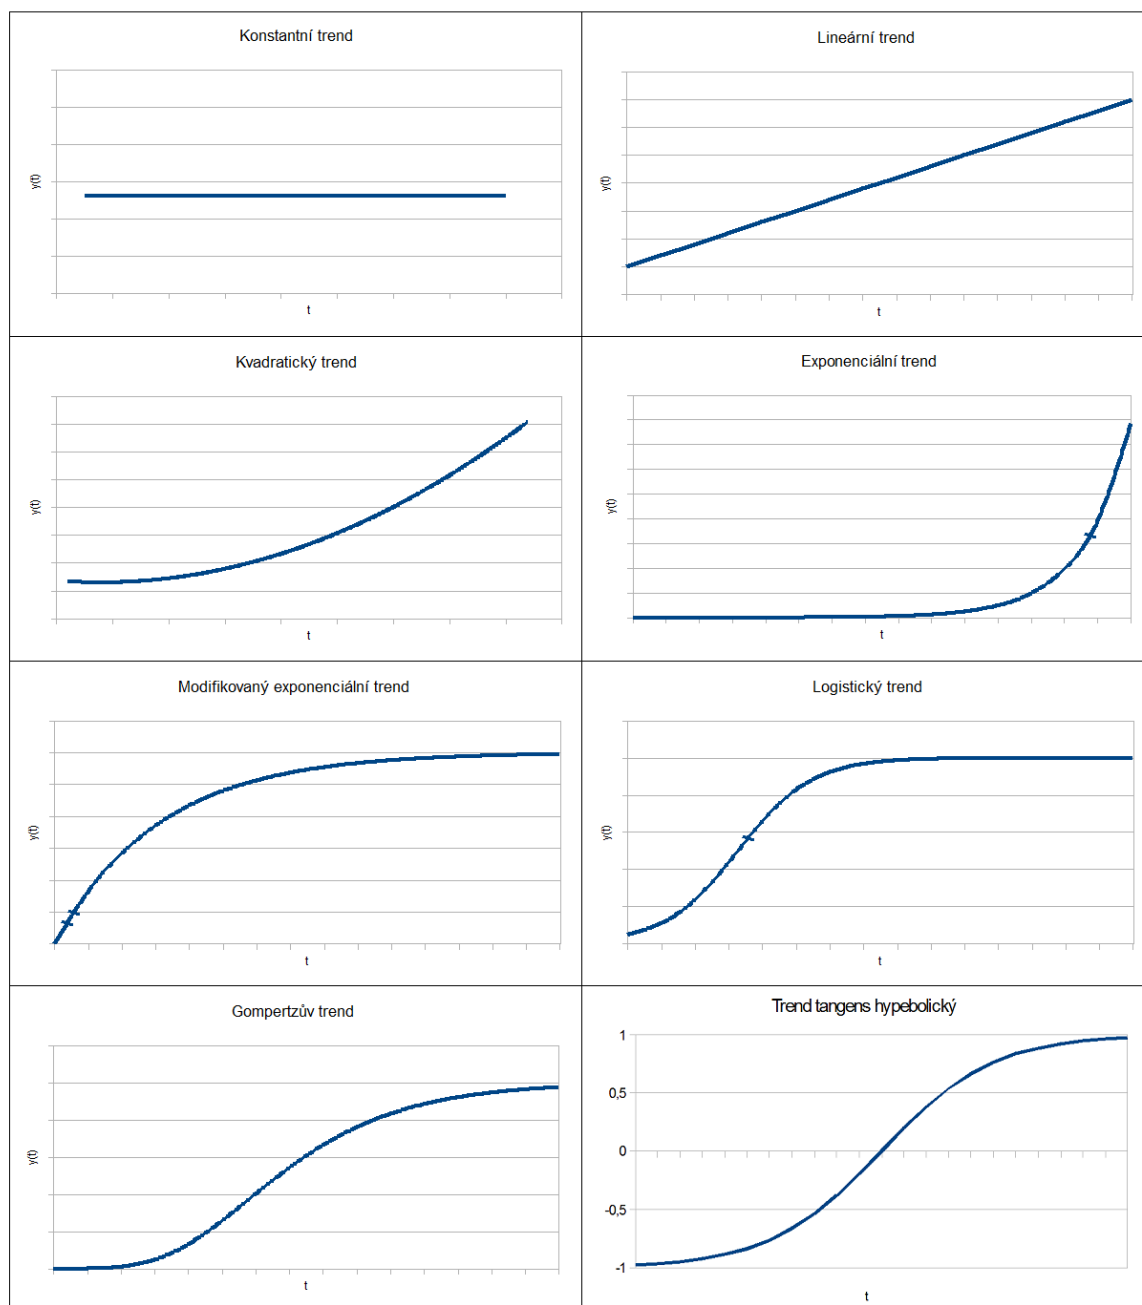 Konstantní trend
y(t)
t
Lineární trend
y(t)
t
Kvadratický trend
y(t)
t
Exponenciální trend
y(t)
t
Modifikovaný exponenciální trend
y(t)
t
Logistický trend
y(t)
t
Gompertzův trend
y(t)
t
Trend tangens hypebolický
1
0,5
0
-0,5
-1
t